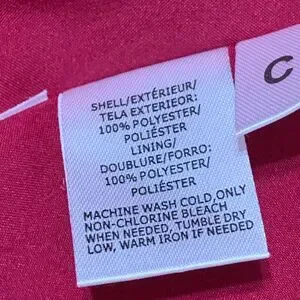 C
SHELL/EXTÉRIEUR/
TELA EXTERIOR:
100% POLYESTER/
POLIÉSTER
LINING/
DOUBLURE/FORRO:
100% POLYESTER/
POLIÉSTER
MACHINE WASH COLD,ONLY
NON-CHLORINE BLEACH
WHEN NEEDED, TUMBLE DRY
LOW, WARM IRON IF NEEDED